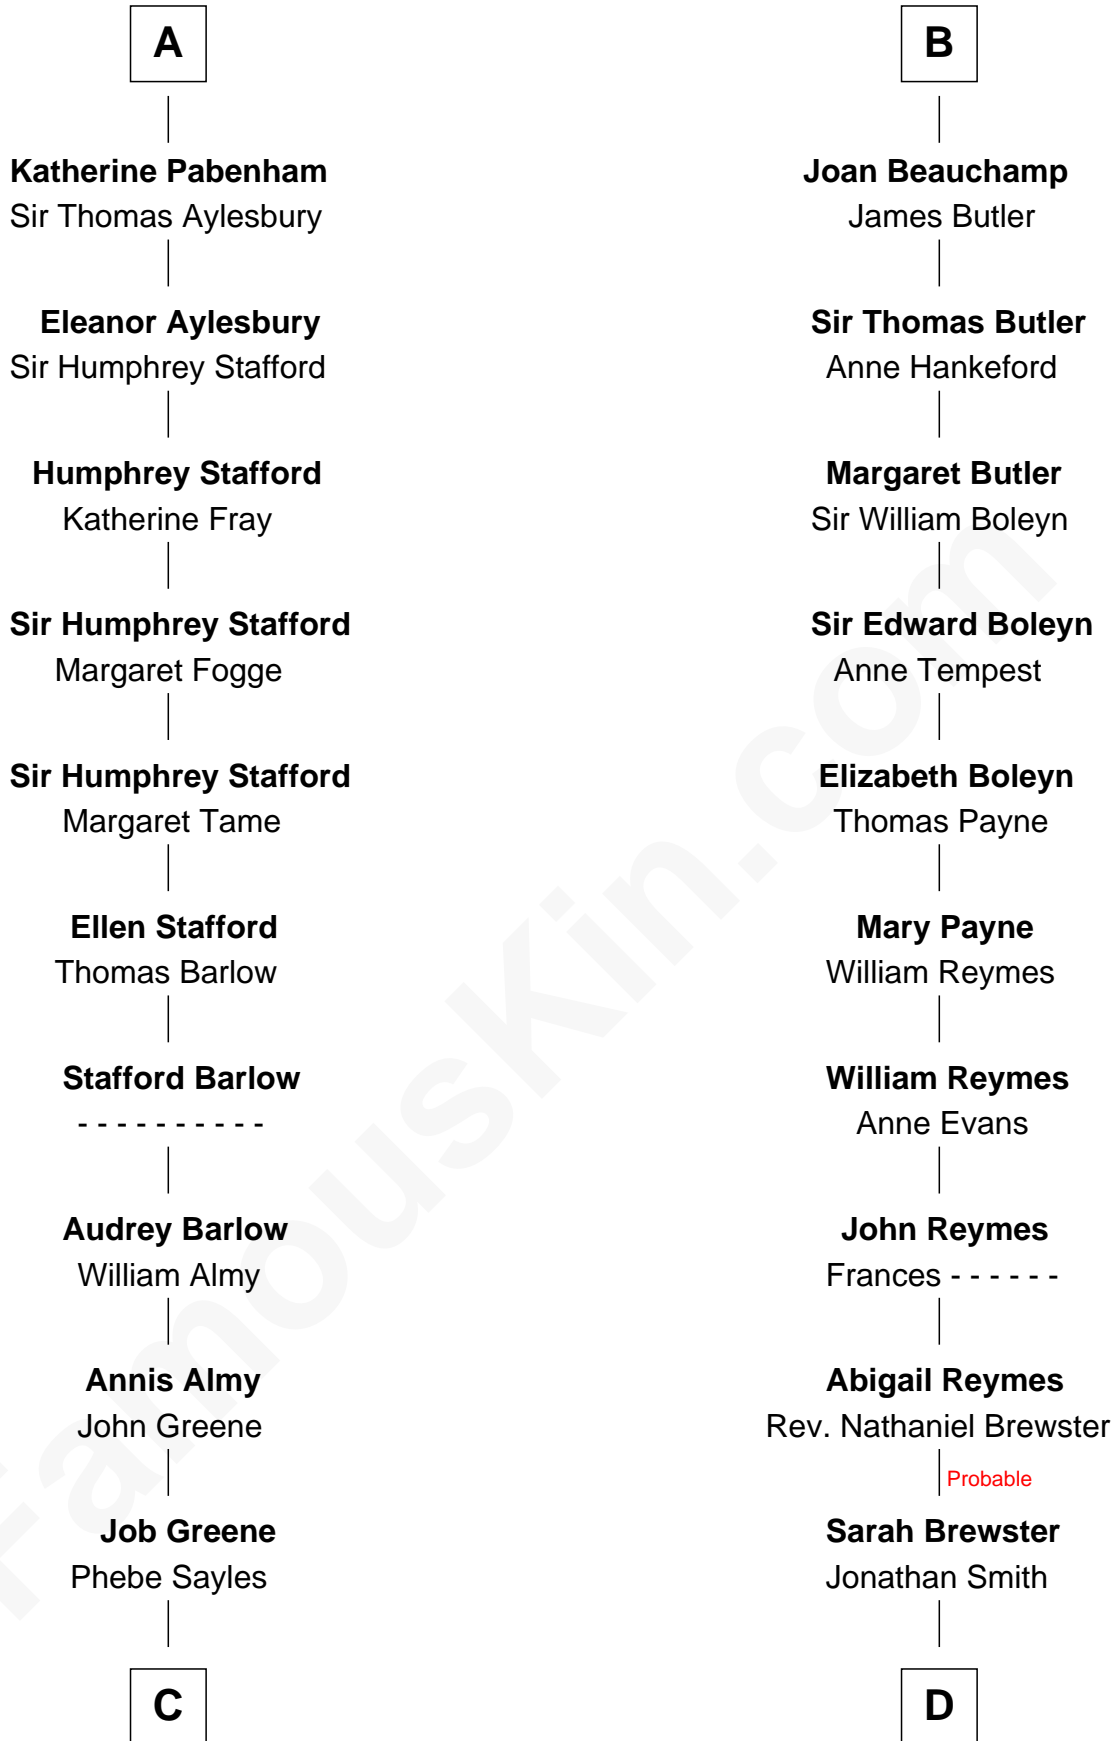 A
Katherine Pabenham
Sir Thomas Aylesbury
Eleanor Aylesbury
Sir Humphrey Stafford
Humphrey Stafford
Katherine Fray
Sir Humphrey Stafford
Margaret Fogge
Sir Humphrey Stafford
Margaret Tame
Ellen Stafford
Thomas Barlow
Stafford Barlow
- - - - - - - - - -
Audrey Barlow
William Almy
Annis Almy
John Greene
Job Greene
Phebe Sayles
C
B
Joan Beauchamp
James Butler
Sir Thomas Butler
Anne Hankeford
Margaret Butler
Sir William Boleyn
Sir Edward Boleyn
Anne Tempest
Elizabeth Boleyn
Thomas Payne
Mary Payne
William Reymes
William Reymes
Anne Evans
John Reymes
Frances - - - - - -
Abigail Reymes
Rev. Nathaniel Brewster
Probable
Sarah Brewster
Jonathan Smith
D
FamousKin.com